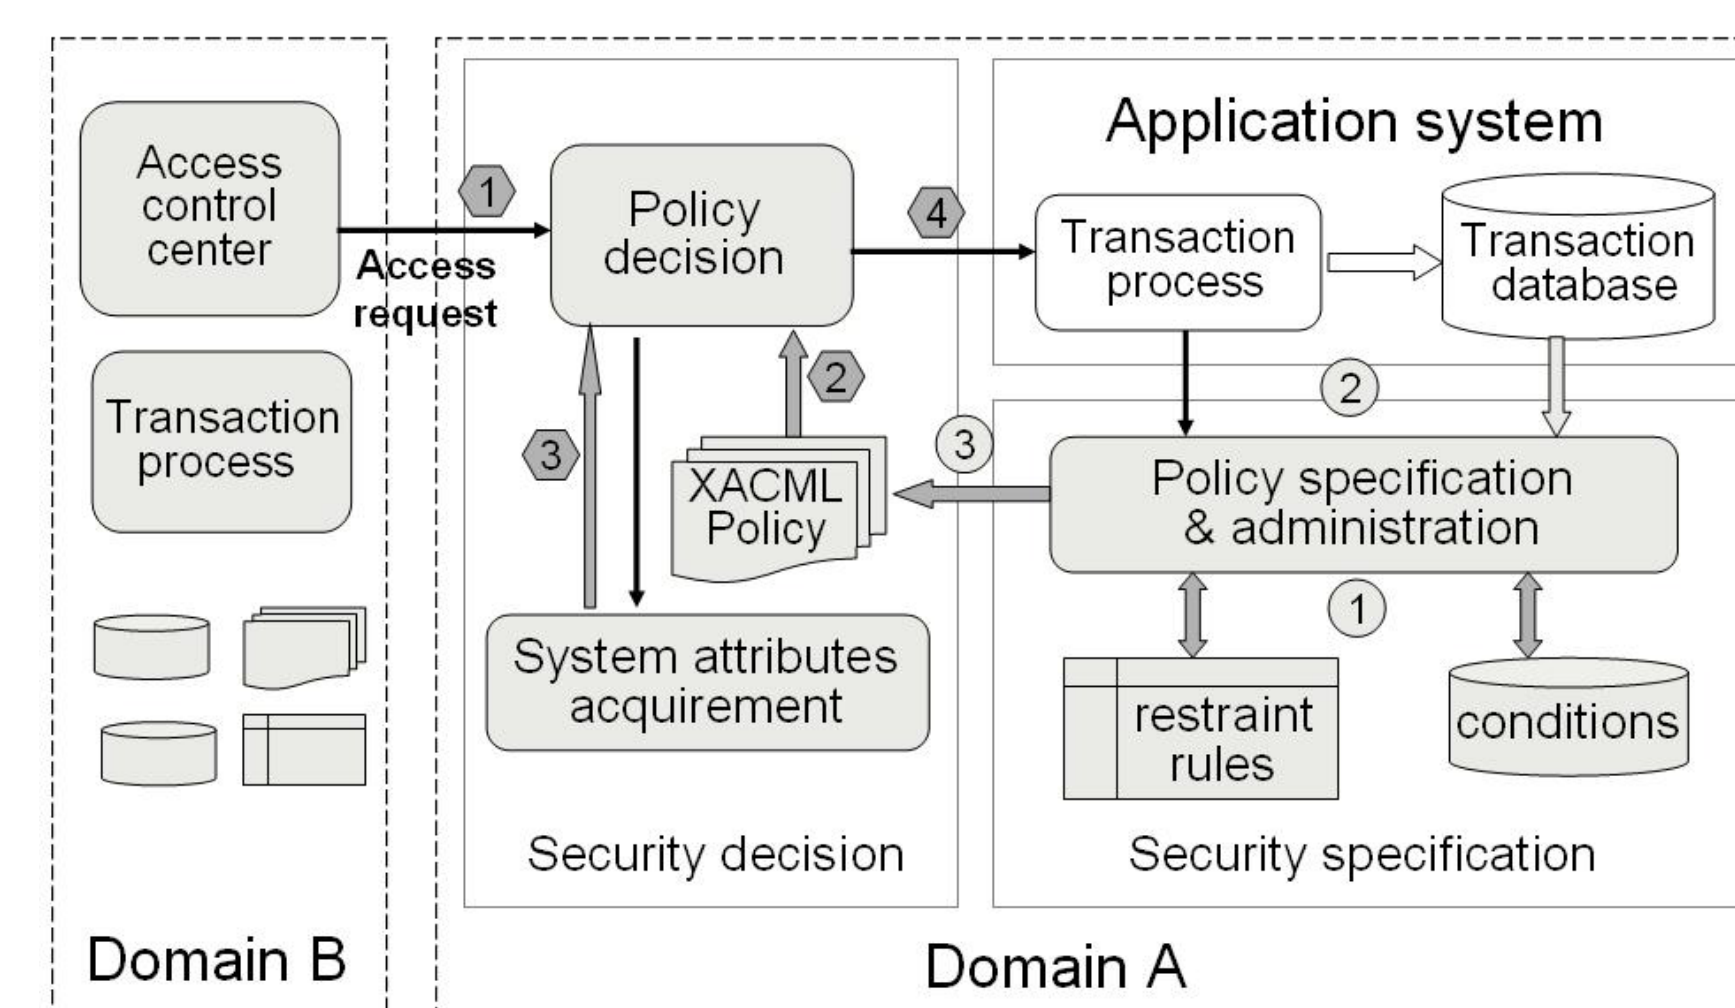 Access
control
center
Transaction
process
Domain B
1
Access
request
Policy
decision
4
3
2
XACML
Policy
System attributes
acquirement
Security decision
Application system
Transaction
process
Transaction
database
2
3
Policy specification
& administration
1
restraint
rules
conditions
Security specification
Domain A